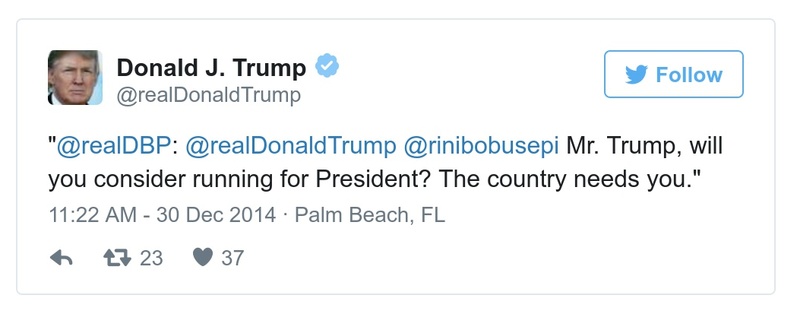 Donald J. Trump
Follow
@realDonaldTrump
"@realDBP: @realDonaldTrump @rinibobusepi Mr. Trump, will
you consider running for President? The country needs you."
11:22 AM - 30 Dec 2014 · Palm Beach, FL
23 37